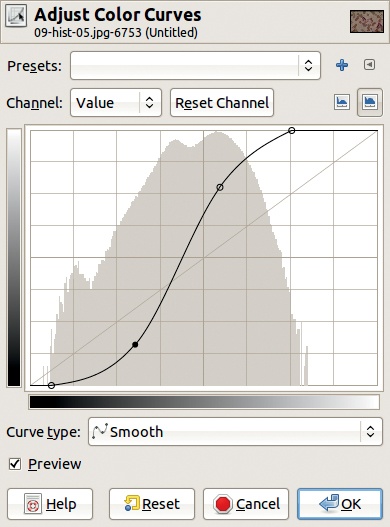 Adjust Color Curves
09-hist-05.jpg-6753 (Untitled)
Presets:
Channel: Value Reset Channel
Curve type: Smooth
Preview
Help Reset Cancel OK